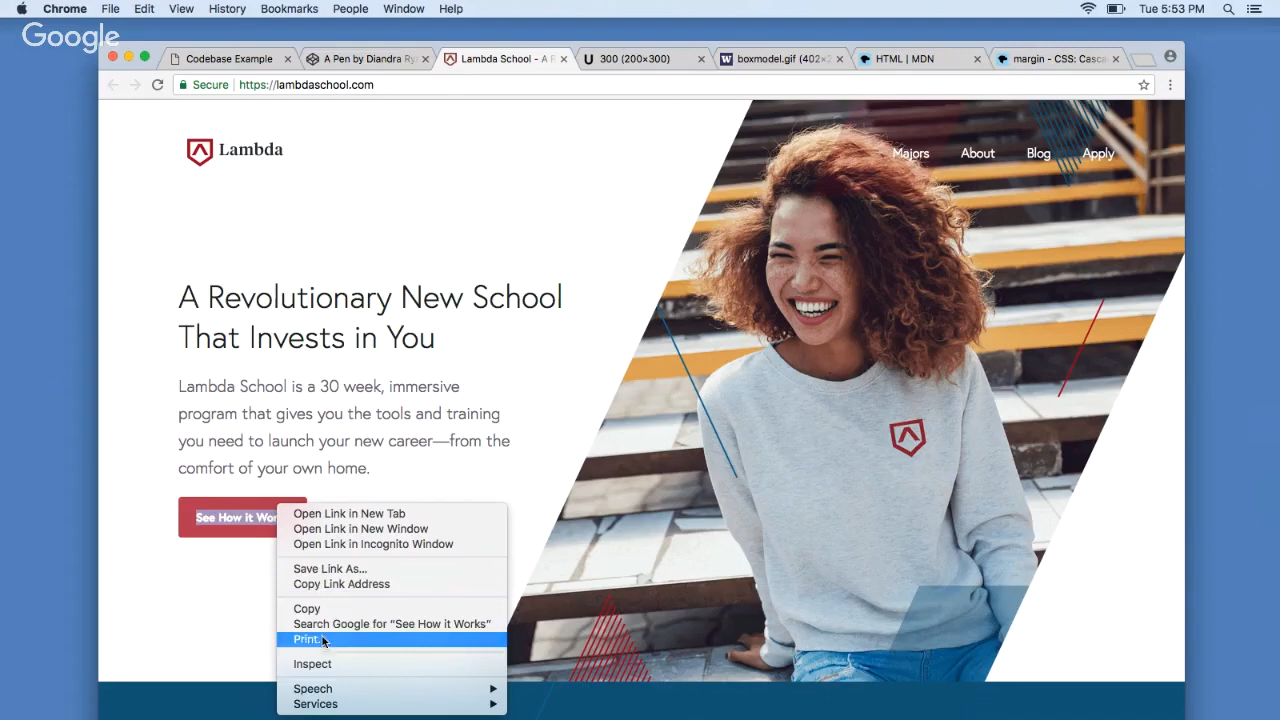 Chrome File Edit View History Bookmarks People Window Help Tue 5:53 PM
Google
Codebase Example
A Pen by Diandra Ry
Lambda School - A R
U 300 (200×300)
W boxmodel.gif (402×2
HTML | MDN
margin - CSS: Casca
Secure https://lambdaschool.com
Lambda
Majors About Blog Apply
A Revolutionary New School
That Invests in You
Lambda School is a 30 week, immersive
program that gives you the tools and training
you need to launch your new career—from the
comfort of your own home.
See How it Wor
Open Link in New Tab
Open Link in New Window
Open Link in Incognito Window
Save Link As...
Copy Link Address
Copy
Search Google for “See How it Works”
Print.
Inspect
Speech
Services